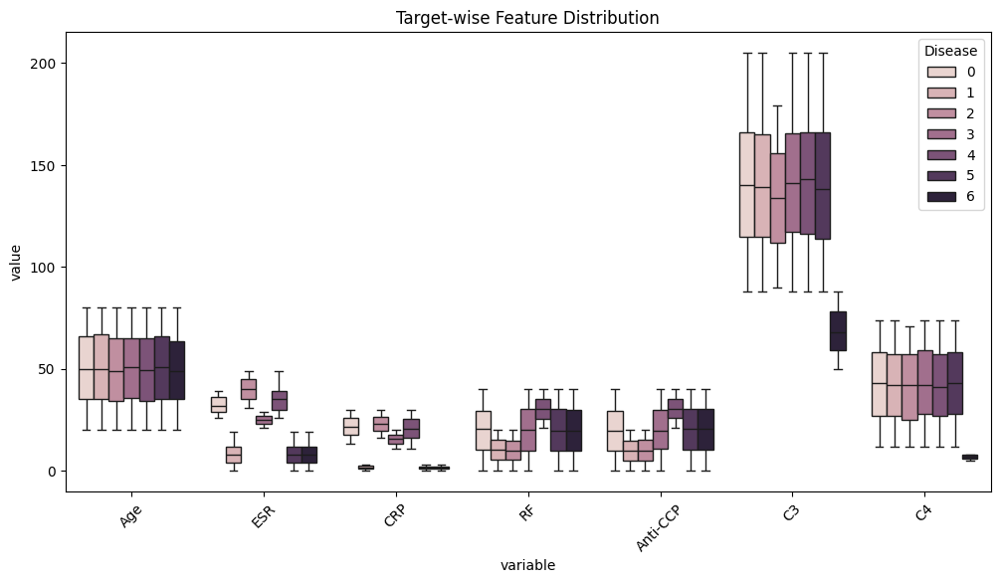 Target-wise Feature Distribution
value
200
150
100
50
0
Disease
0
1
2
3
4
5
6
Age
ESR
CRP
RF
Anti-CCP
C3
C4
variable